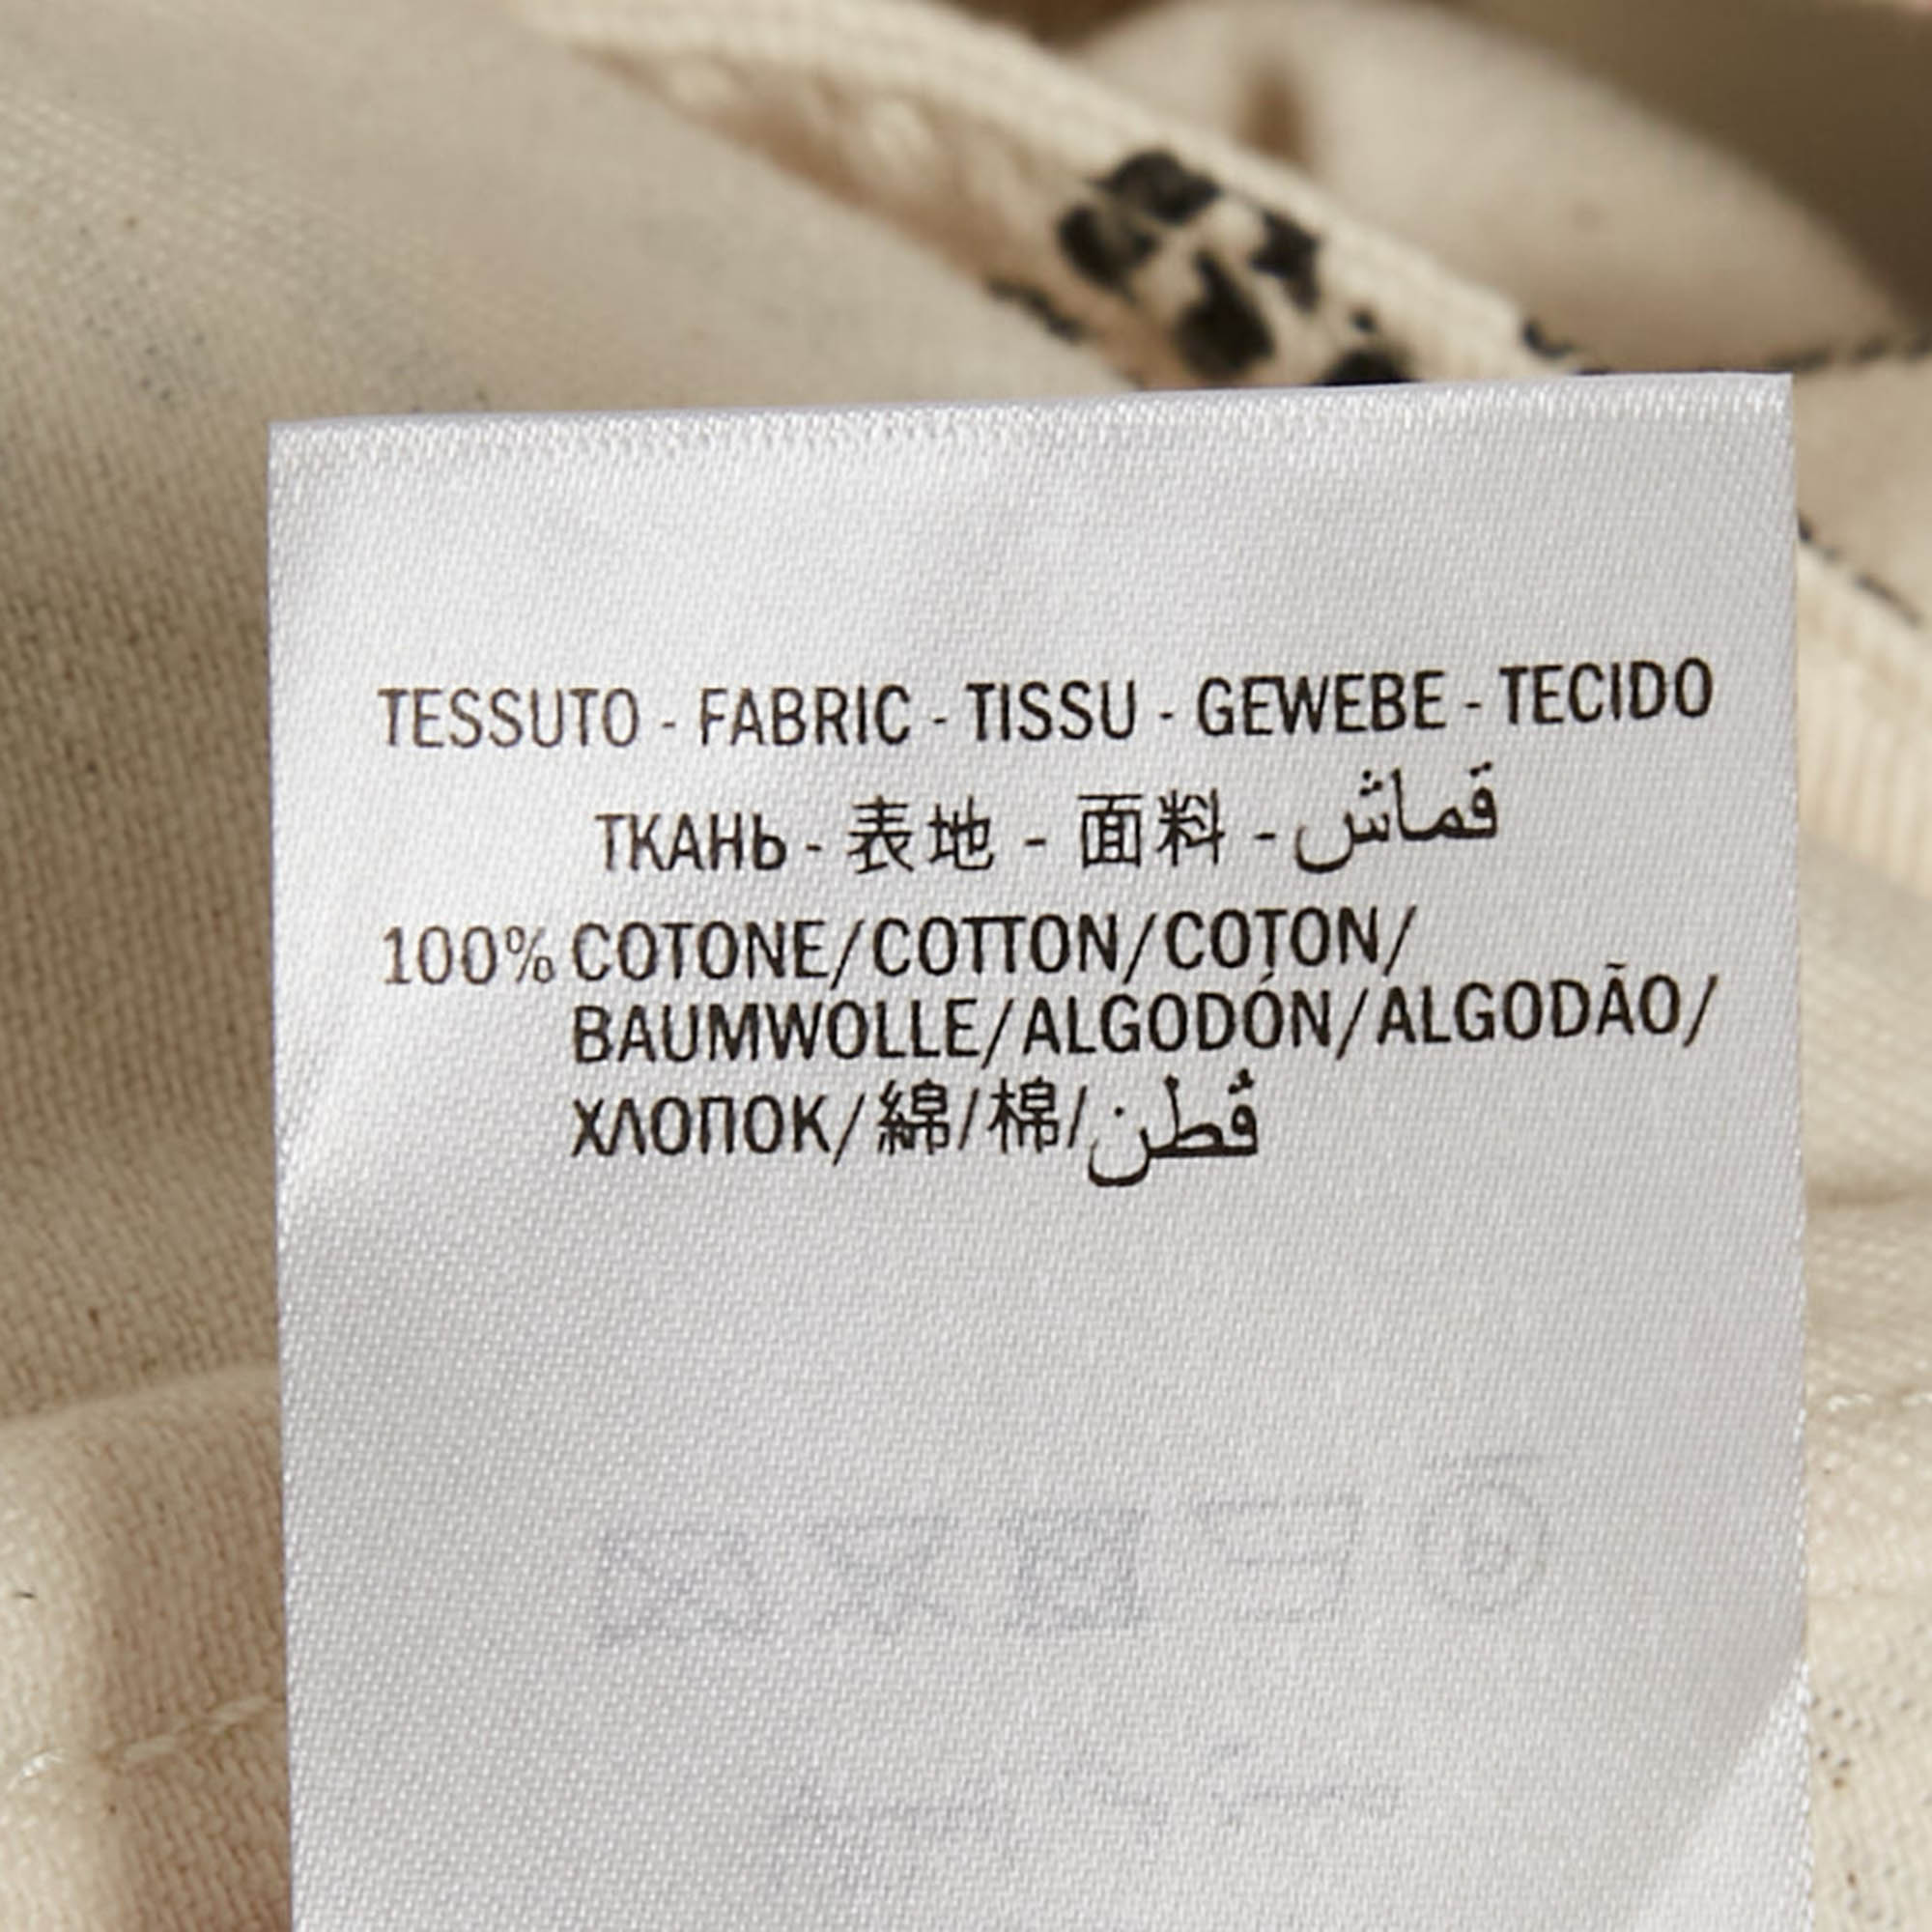 TESSUTO - FABRIC - TISSU - GEWEBE - TECIDO
ТКАНЬ - 表地 - 面料 - قماش
100% COTONE/COTTON/COTON/
BAUMWOLLE/ALGODÓN/ALGODÃO/
ХЛОПОК/綿/棉/قُطن